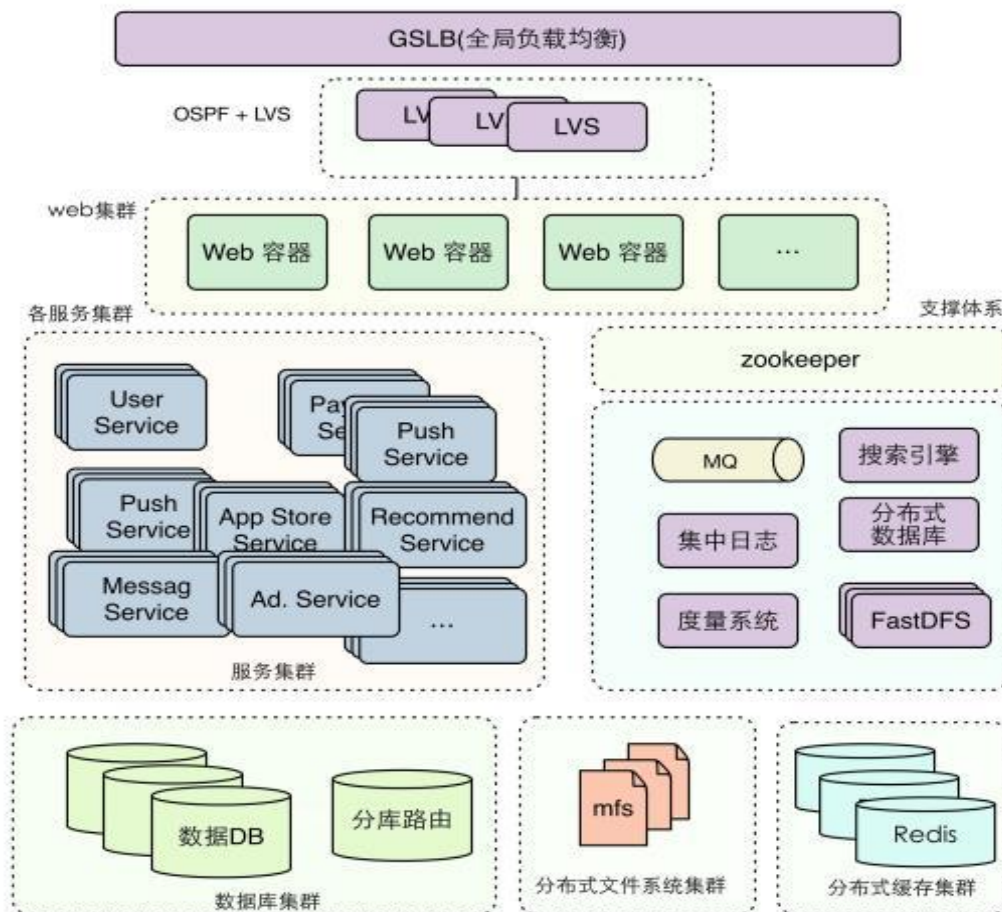 GSLB(全局负载均衡)
OSPF + LVS
LV
LV
LVS
web集群
Web 容器
Web 容器
Web 容器
...
各服务集群
支撑体系
zookeeper
User
Service
Pay
Se
Push
Service
Push
Service
App Store
Service
Recommend
Service
Messag
Service
Ad. Service
...
服务集群
MQ
搜索引擎
集中日志
分布式
数据库
度量系统
FastDFS
数据DB
分库路由
数据库集群
mfs
分布式文件系统集群
Redis
分布式缓存集群